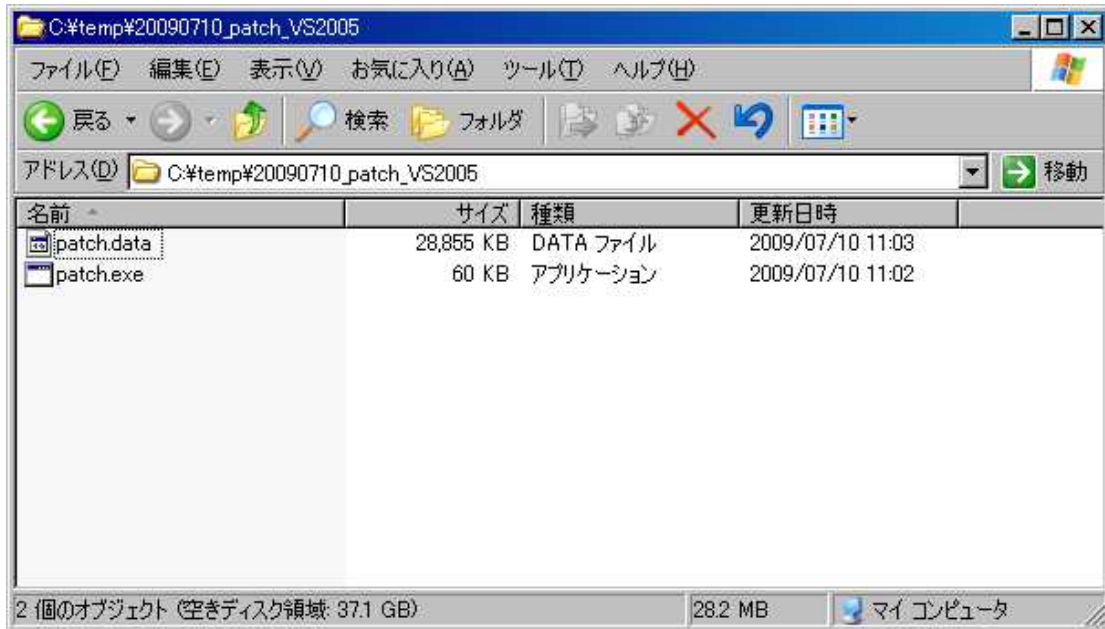 C:¥temp¥20090710_patch_VS2005
ファイル(F) 編集(E) 表示(V) お気に入り(A) ツール(T) ヘルプ(H)
戻る 検索 フォルダ
アドレス(D) C:¥temp¥20090710_patch_VS2005 移動
名前 サイズ 種類 更新日時
patch.data 28,855 KB DATA ファイル 2009/07/10 11:03
patch.exe 60 KB アプリケーション 2009/07/10 11:02
2 個のオブジェクト (空きディスク領域: 37.1 GB) 28.2 MB マイ コンピュータ